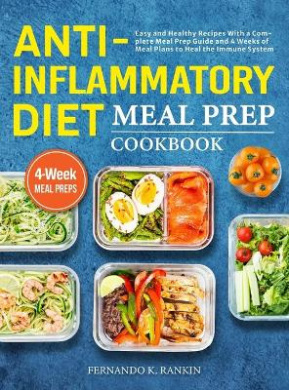 ANTI-
Easy and Healthy Recipes With a Com-
plete Meal Prep Guide and 4 Weeks of
Meal Plans to Heal the Immune System
INFLAMMATORY
DIET MEAL PREP
COOKBOOK
4-Week
MEAL PREPS
FERNANDO K. RANKIN